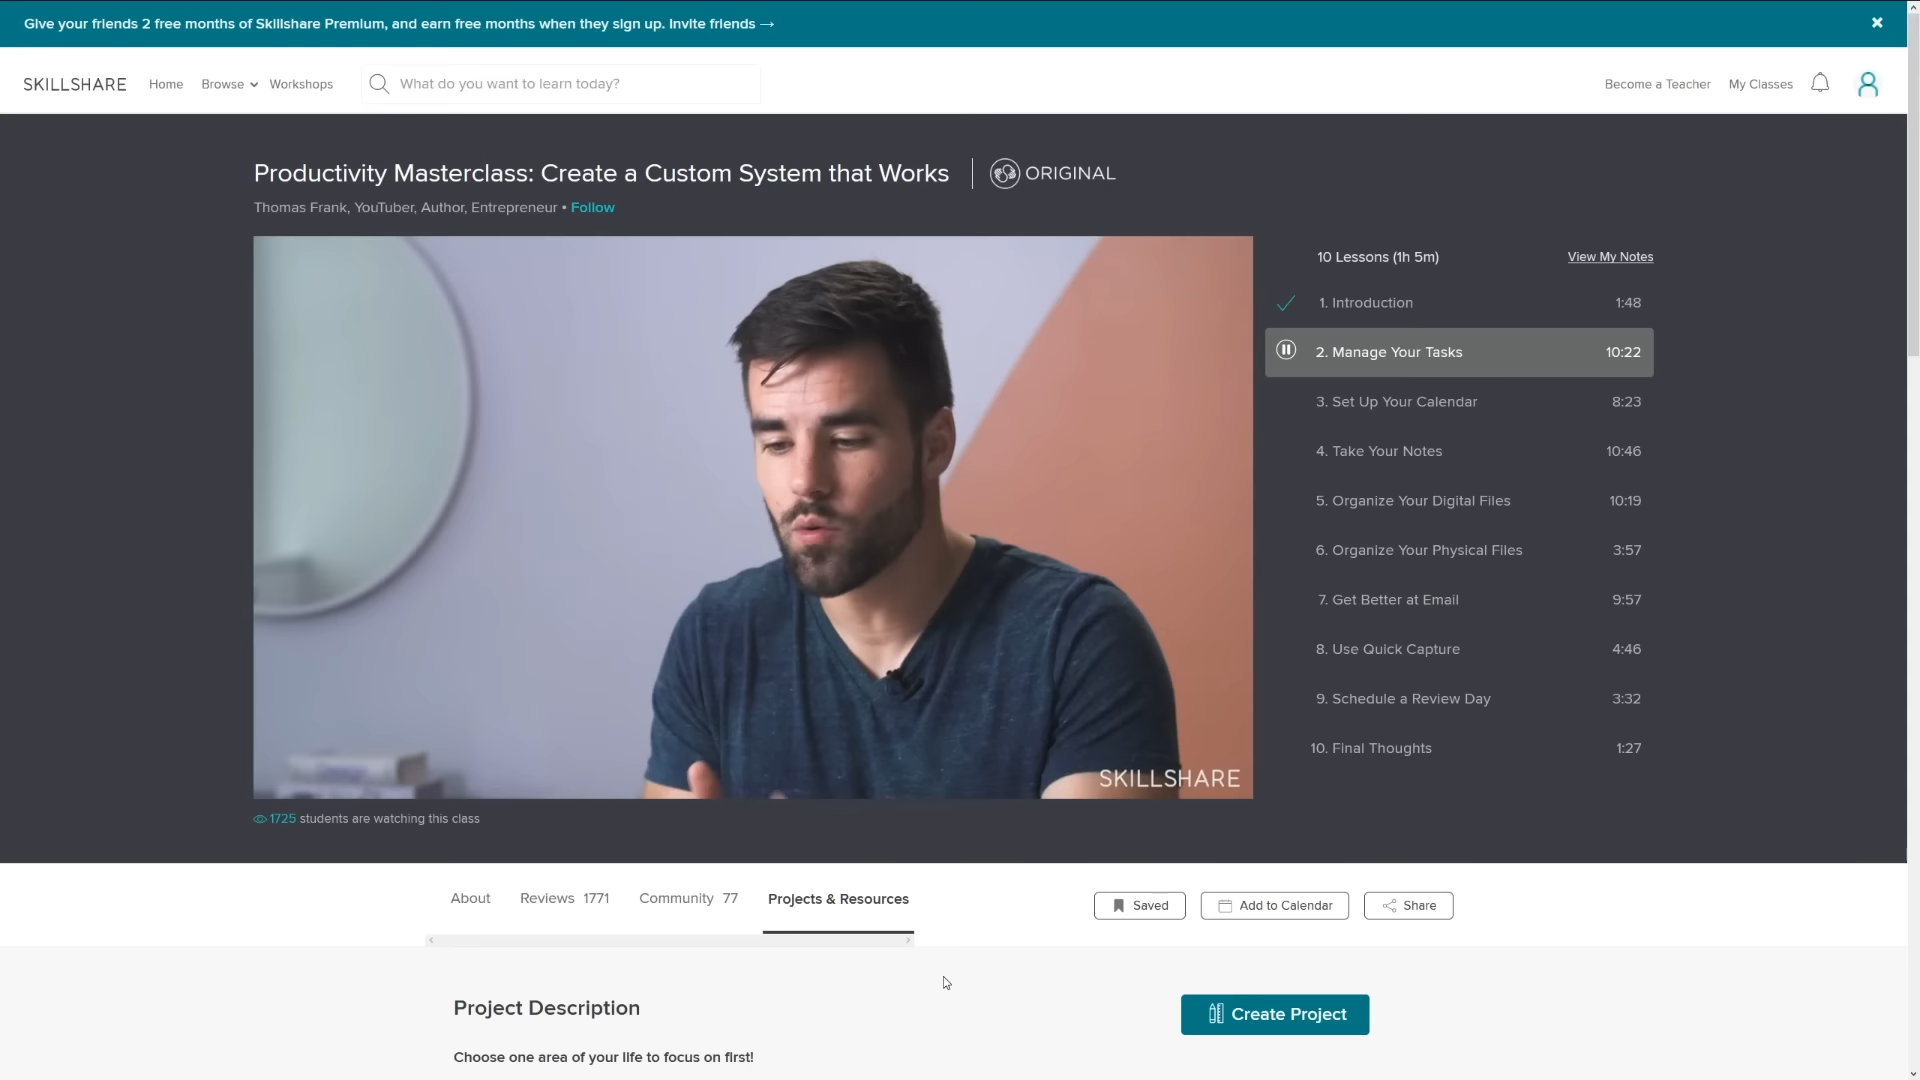 Give your friends 2 free months of Skillshare Premium, and earn free months when they sign up. Invite friends →
SKILLSHARE Home Browse Workshops What do you want to learn today? Become a Teacher My Classes
Productivity Masterclass: Create a Custom System that Works ORIGINAL
Thomas Frank, YouTuber, Author, Entrepreneur • Follow
10 Lessons (1h 5m) View My Notes
1. Introduction 1:48
2. Manage Your Tasks 10:22
3. Set Up Your Calendar 8:23
4. Take Your Notes 10:46
5. Organize Your Digital Files 10:19
6. Organize Your Physical Files 3:57
7. Get Better at Email 9:57
8. Use Quick Capture 4:46
9. Schedule a Review Day 3:32
10. Final Thoughts 1:27
SKILLSHARE
1725 students are watching this class
About Reviews 1771 Community 77 Projects & Resources Saved Add to Calendar Share
Project Description Create Project
Choose one area of your life to focus on first!